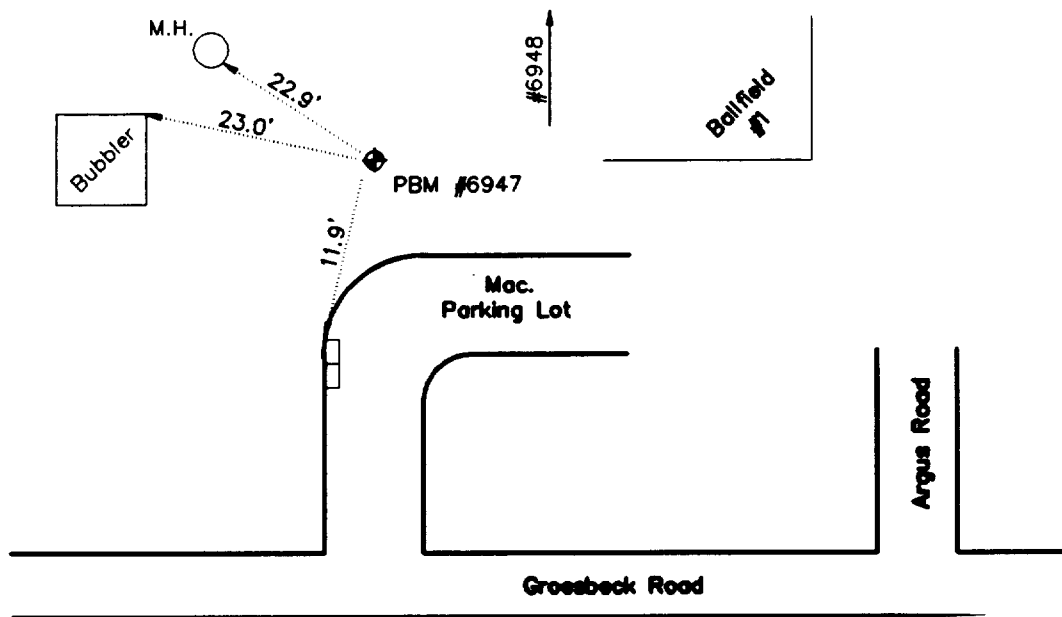 M.H.
22.9'
23.0'
Bubbler
PBM #6947
11.9'
#6948
Ballfield
#1
Mac.
Parking Lot
Argus Road
Groesbeck Road